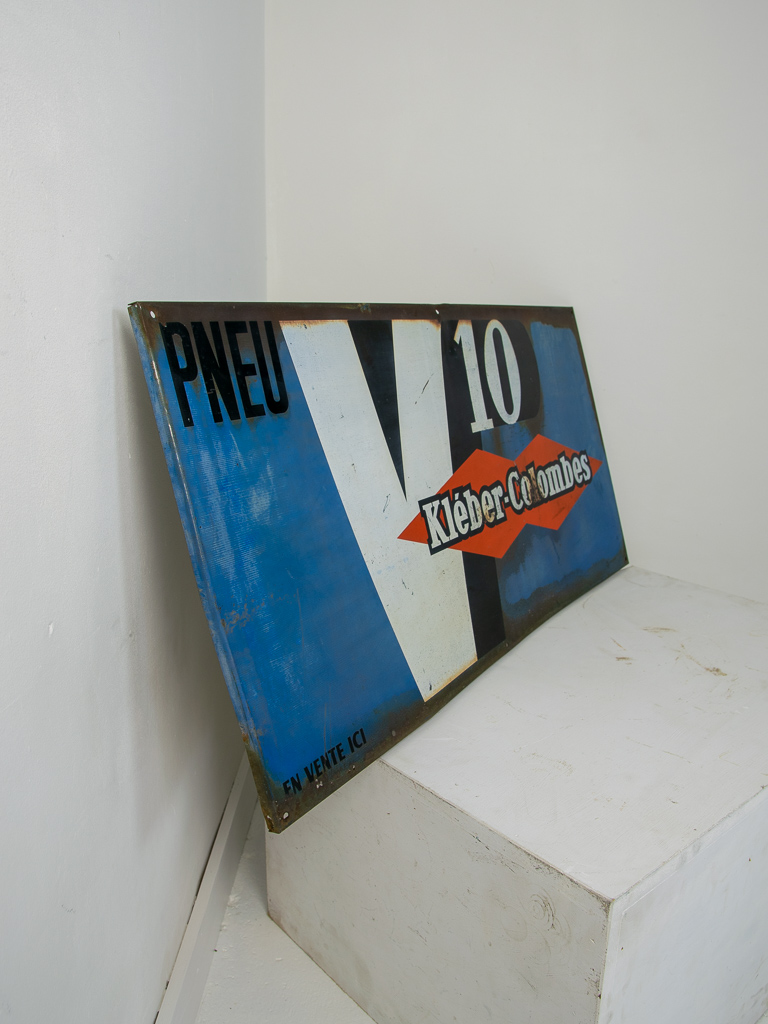 PNEU
V10
Kléber-Colombes
EN VENTE ICI